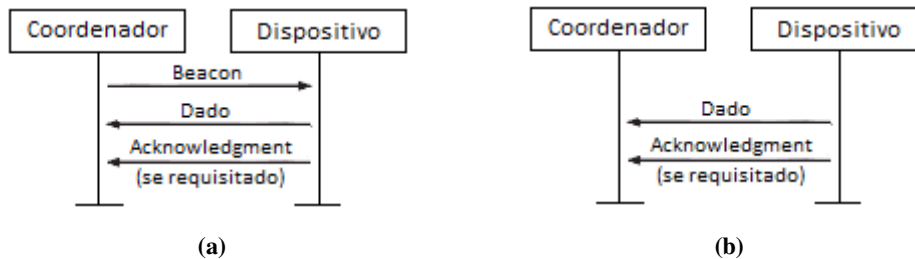 Coordenador
Dispositivo
Beacon
Dado
Acknowledgment
(se requisitado)
(a)
Coordenador
Dispositivo
Dado
Acknowledgment
(se requisitado)
(b)